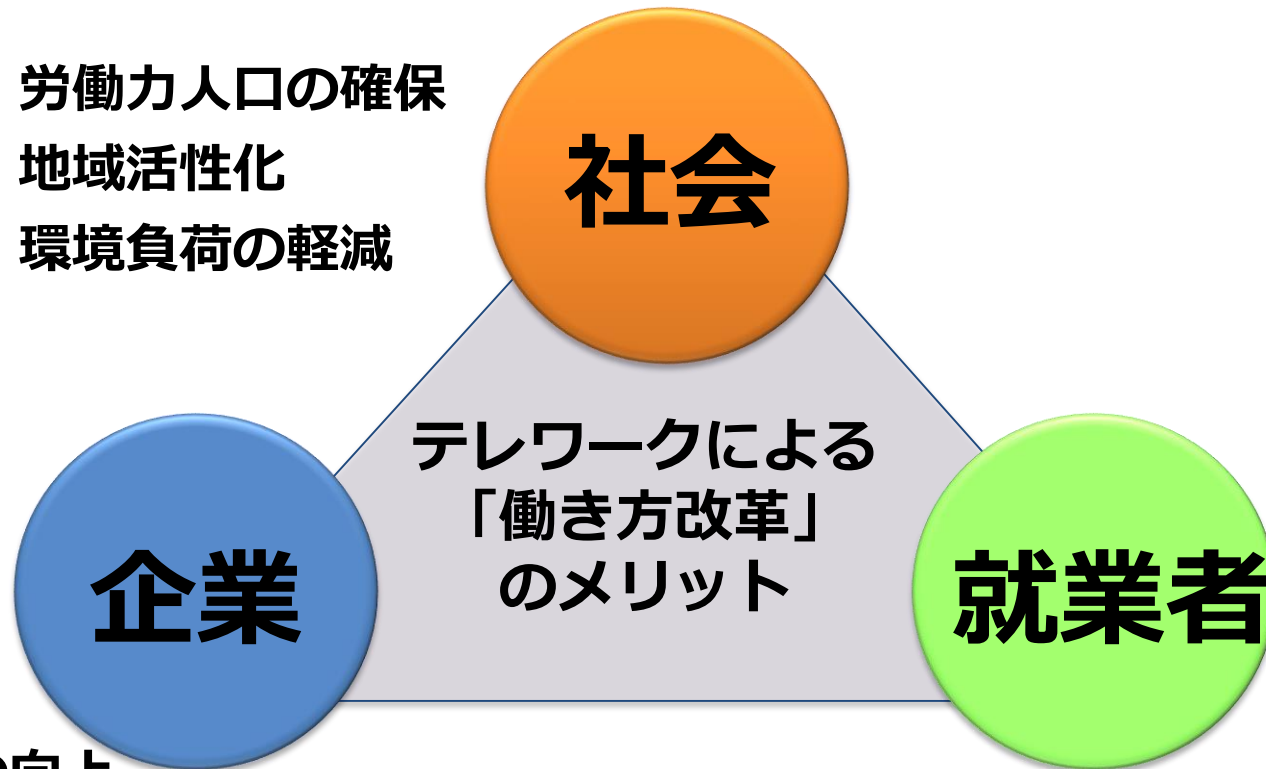 労働力人口の確保
地域活性化
環境負荷の軽減
社会
テレワークによる
「働き方改革」
のメリット
企業
就業者
向上